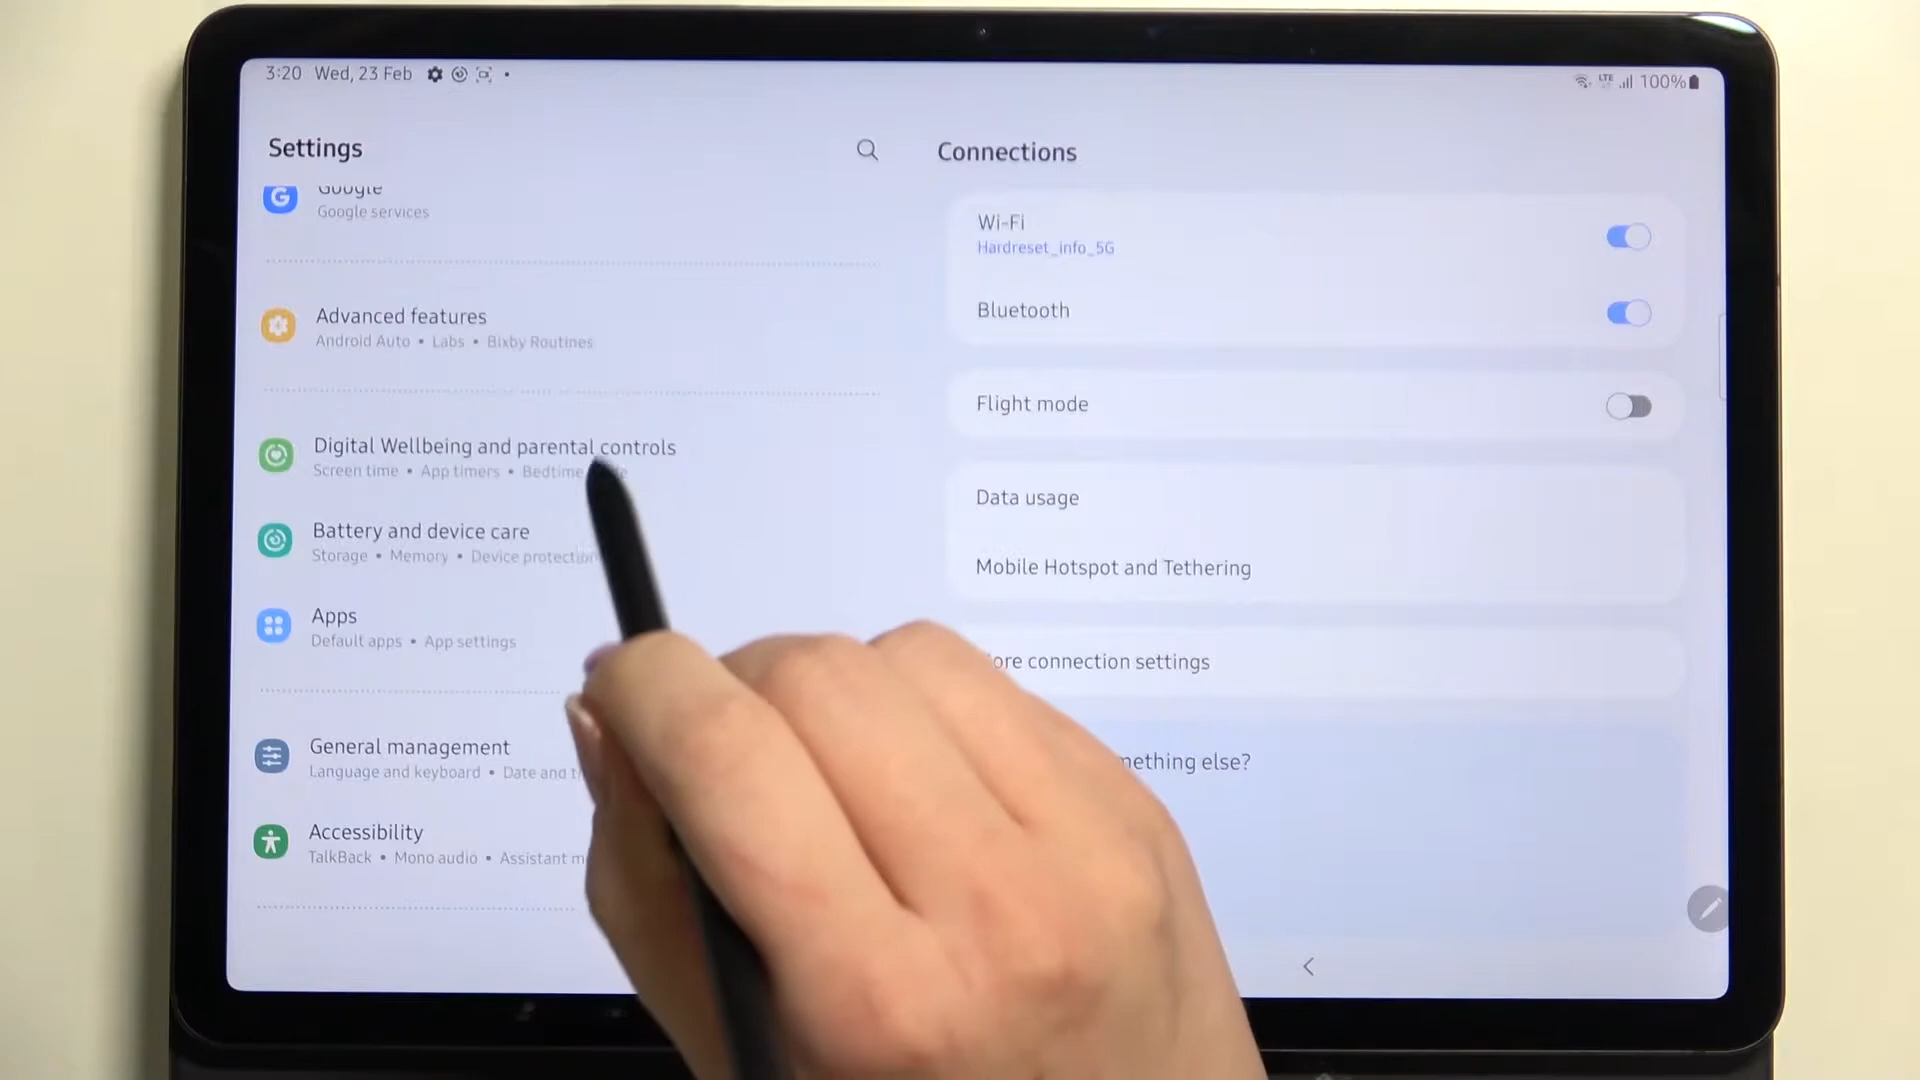 3:20 Wed, 23 Feb
LTE 100%
Settings
Google
Google services
Advanced features
Android Auto • Labs • Bixby Routines
Digital Wellbeing and parental controls
Screen time • App timers • Bedtime
Battery and device care
Storage • Memory • Device protection
Apps
Default apps • App settings
General management
Language and keyboard • Date and
Accessibility
TalkBack • Mono audio • Assistant
Connections
Wi-Fi
Hardreset_info_5G
Bluetooth
Flight mode
Data usage
Mobile Hotspot and Tethering
ore connection settings
mething else?